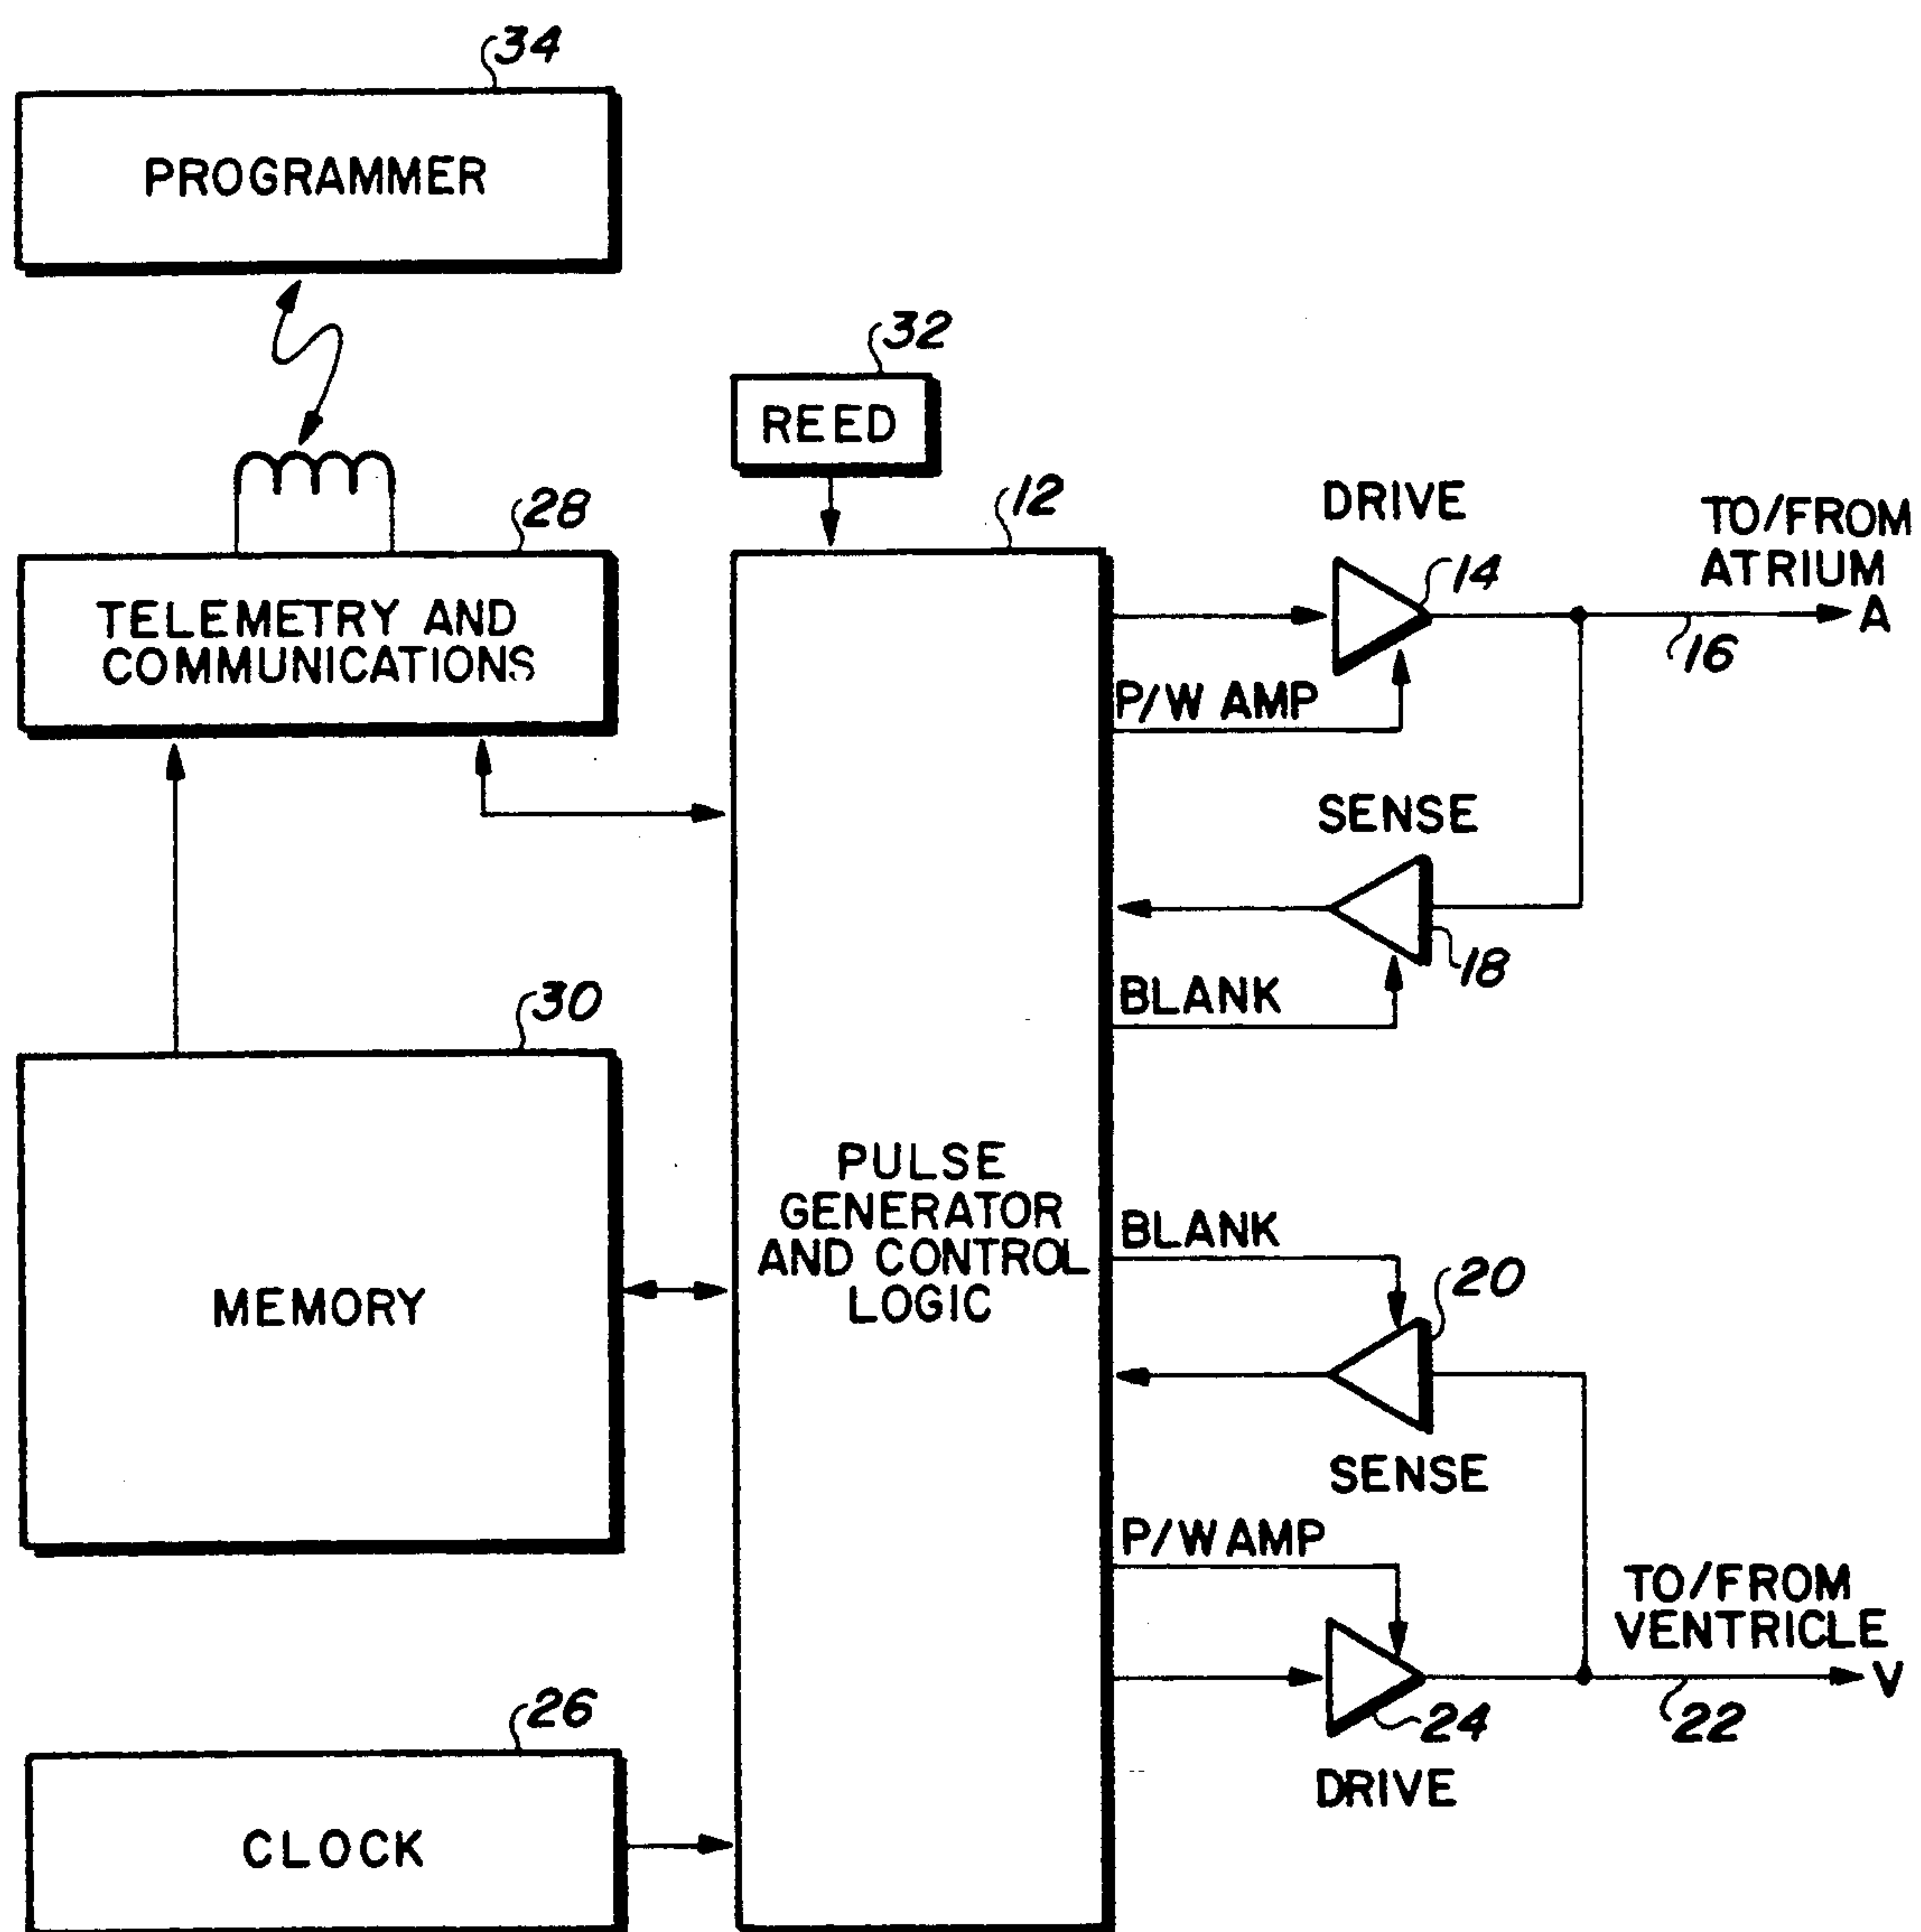 34
PROGRAMMER
32
REED
28
TELEMETRY AND
COMMUNICATIONS
12
DRIVE
14
TO/FROM
ATRIUM
A
16
P/W AMP
SENSE
18
BLANK
30
MEMORY
PULSE
GENERATOR
AND CONTROL
LOGIC
BLANK
20
SENSE
P/W AMP
TO/FROM
VENTRICLE
V
22
24
DRIVE
26
CLOCK